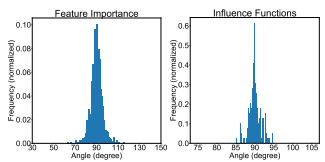 Feature Importance
Frequency (normalized)
0.10
0.08
0.06
0.04
0.02
0.00
30 50 70 90 110 130 150
Angle (degree)
Influence Functions
Frequency (normalized)
0.6
0.5
0.4
0.3
0.2
0.1
0.0
75 80 85 90 95 100 105
Angle (degree)